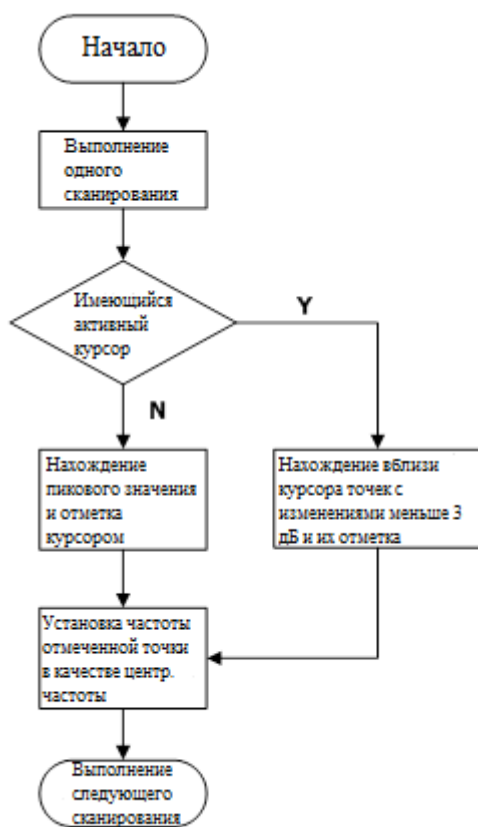 Начало
Выполнение
одного
сканирования
Имеющийся
активный
курсор
Y
N
Нахождение
пикового значения
и отметка
курсором
Нахождение вблизи
курсора точек с
изменениями меньше 3
дБ и их отметка
Установка частоты
отмеченной точки
в качестве центр.
частоты
Выполнение
следующего
сканирования